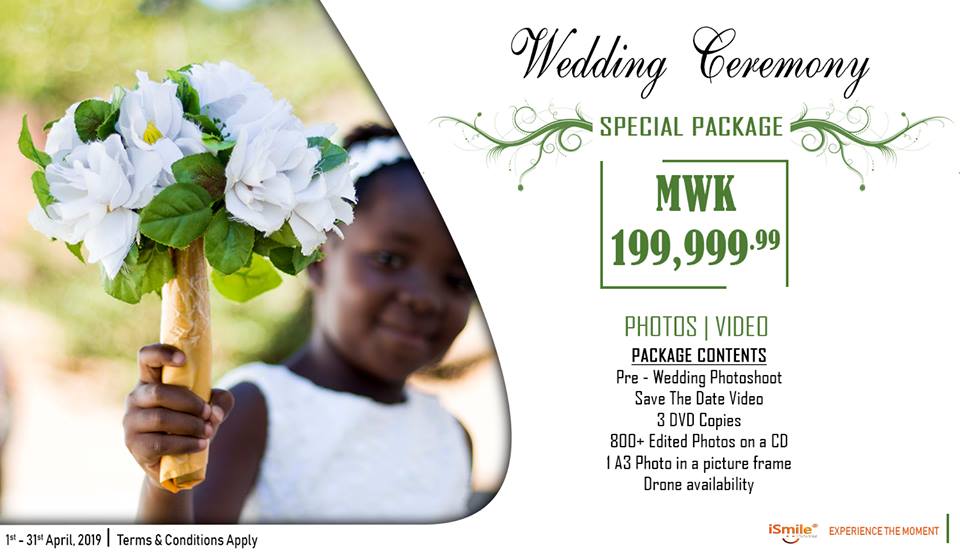 Wedding Ceremony
SPECIAL PACKAGE
MWK
199,999.99
PHOTOS | VIDEO
PACKAGE CONTENTS
Pre - Wedding Photoshoot
Save The Date Video
3 DVD Copies
800+ Edited Photos on a CD
1 A3 Photo in a picture frame
Drone availability
1st - 31st April, 2019 | Terms & Conditions Apply
iSmile® EXPERIENCE THE MOMENT